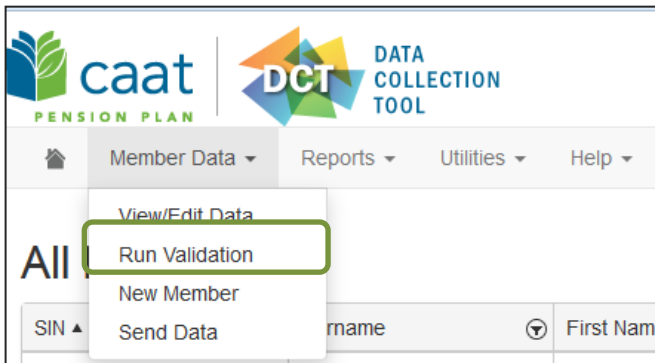 caat
PENSION PLAN
DCT
DATA
COLLECTION
TOOL
Member Data Reports Utilities Help
View/Edit Data
Run Validation
New Member
Send Data
All
SIN rname First Nam